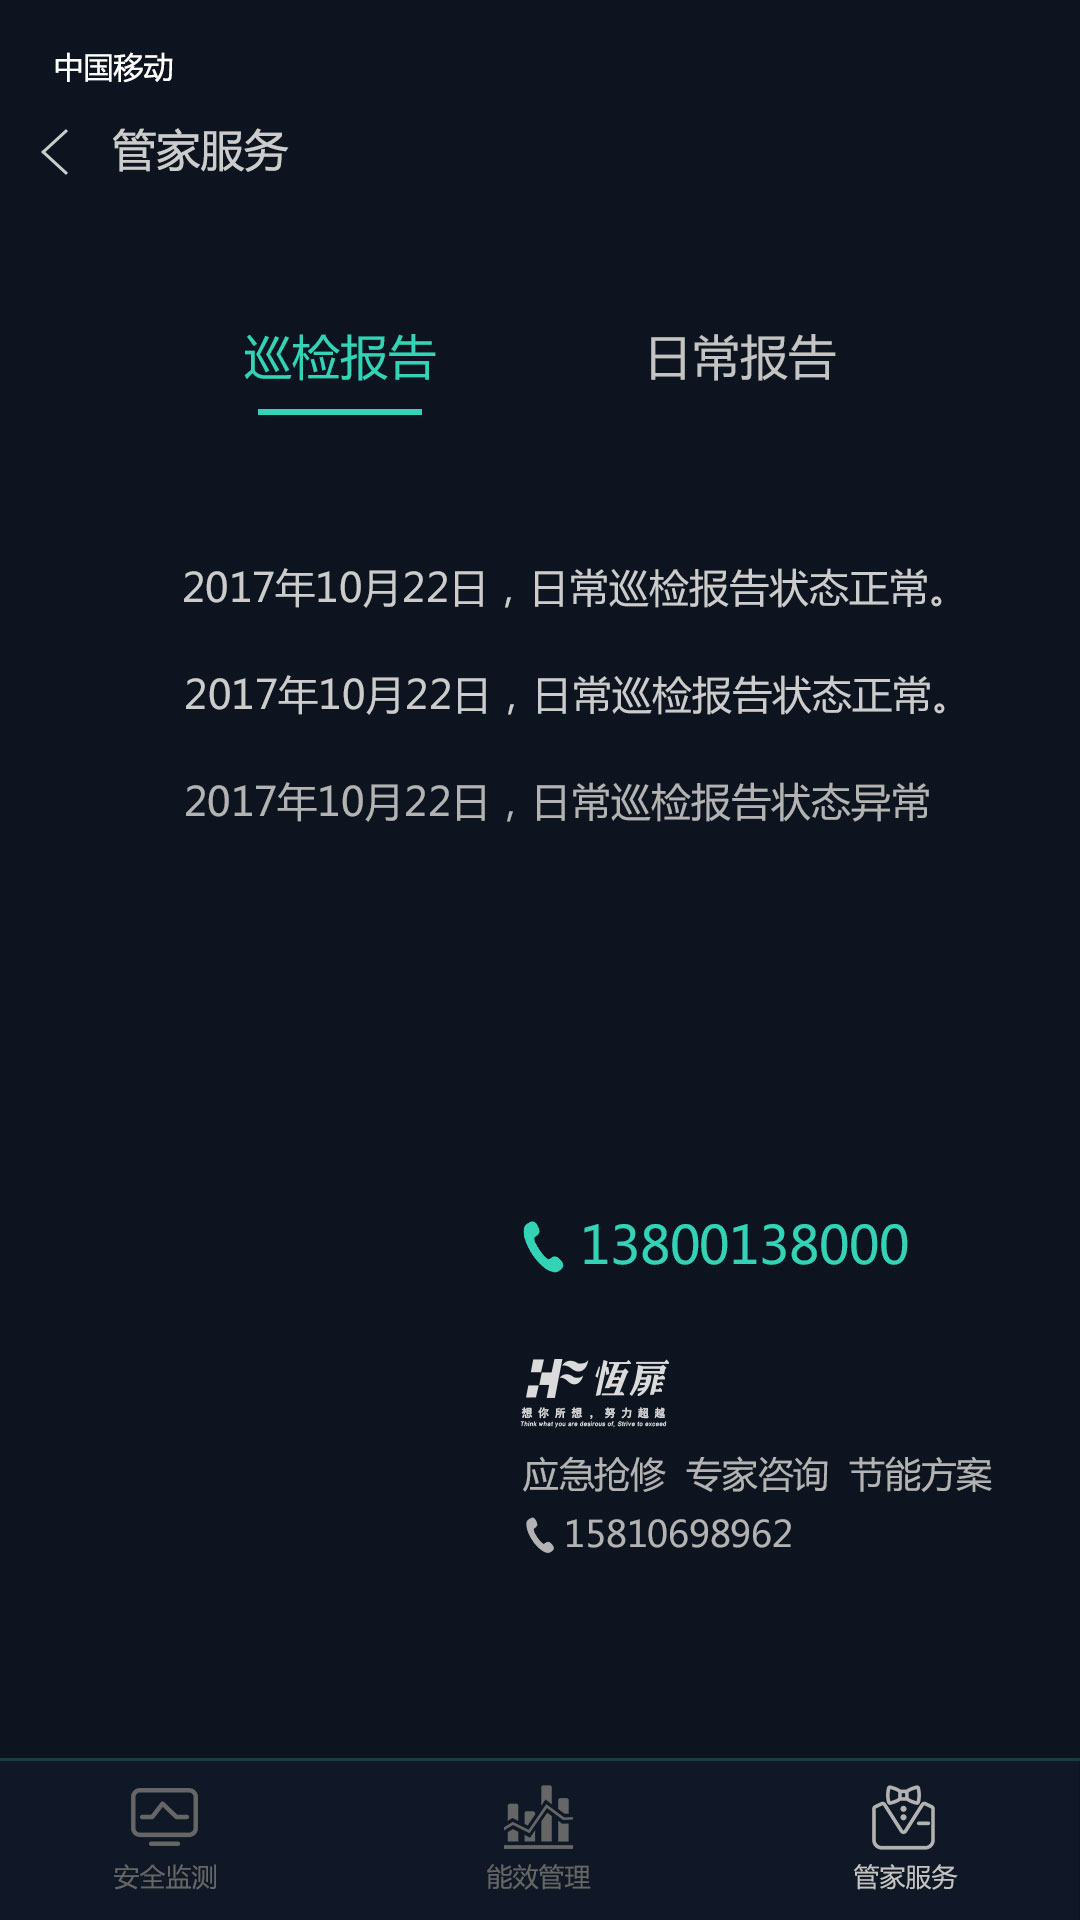 中国移动
管家服务
巡检报告 日常报告
2017年10月22日，日常巡检报告状态正常。
2017年10月22日，日常巡检报告状态正常。
2017年10月22日，日常巡检报告状态异常
13800138000
恆扉
想你所想，努力超越
Think what you are desirous of, Strive to exceed
应急抢修 专家咨询 节能方案
15810698962
安全监测 能效管理 管家服务